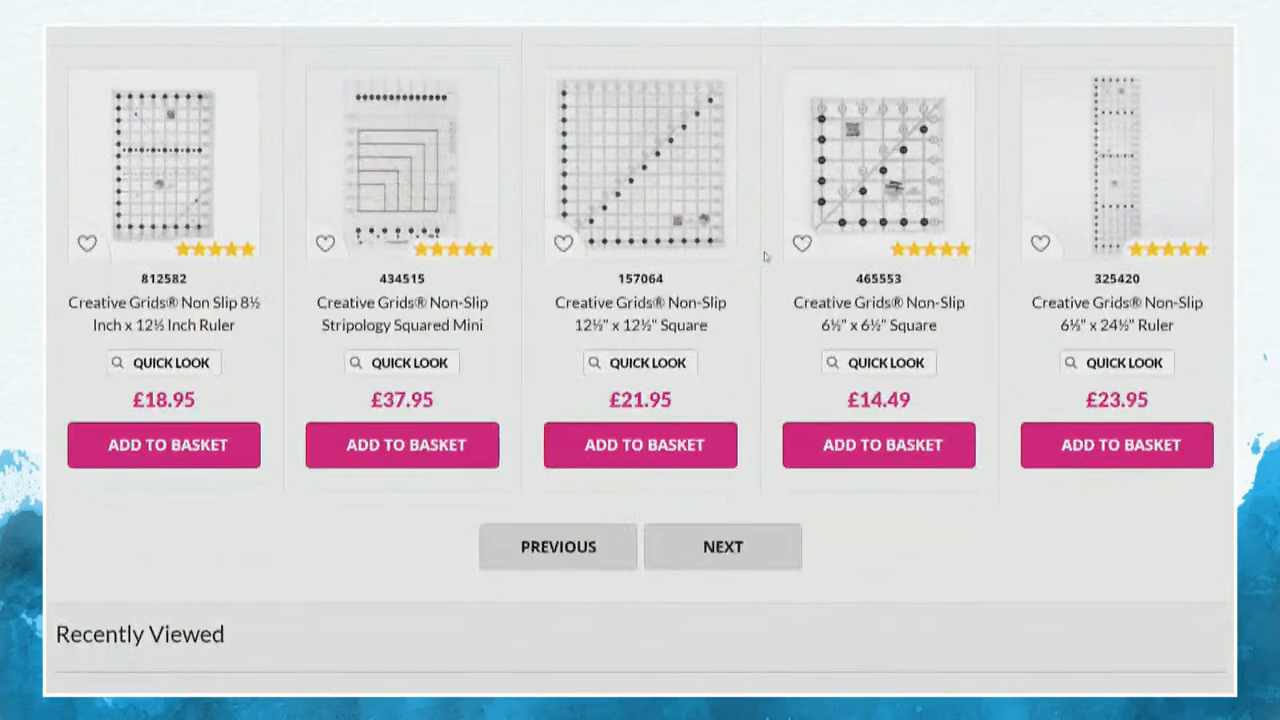 812582
Creative Grids® Non Slip 8½
Inch x 12½ Inch Ruler
QUICK LOOK
£18.95
ADD TO BASKET
434515
Creative Grids® Non-Slip
Stripology Squared Mini
QUICK LOOK
£37.95
ADD TO BASKET
157064
Creative Grids® Non-Slip
12½" x 12½" Square
QUICK LOOK
£21.95
ADD TO BASKET
465553
Creative Grids® Non-Slip
6½" x 6½" Square
QUICK LOOK
£14.49
ADD TO BASKET
325420
Creative Grids® Non-Slip
6½" x 24½" Ruler
QUICK LOOK
£23.95
ADD TO BASKET
PREVIOUS
NEXT
Recently Viewed